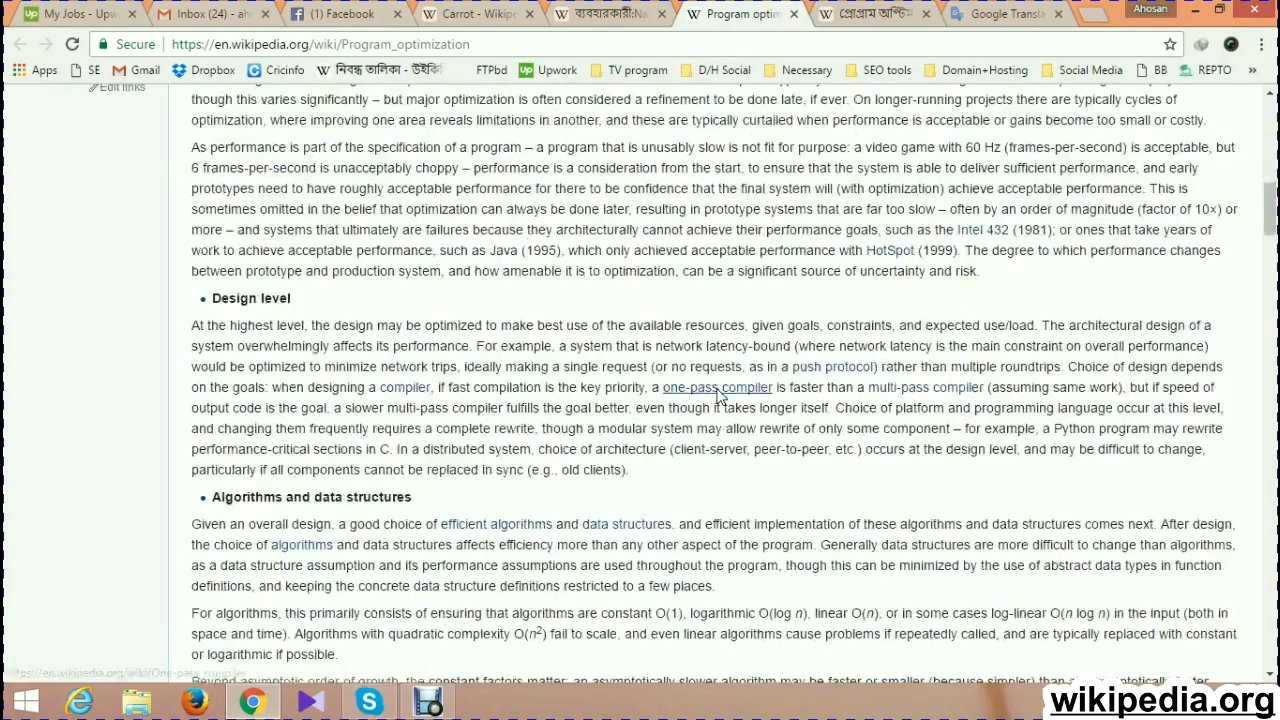 My Jobs - Upw
Inbox (24) - ah
(1) Facebook
Carrot - Wikipe
ব্যবহারকারী:Na
Program optim
প্রোগ্রাম অপ্টিম
Google Transla
Ahosan
Secure
https://en.wikipedia.org/wiki/Program_optimization
Apps
SE
Gmail
Dropbox
Cricinfo
নিবন্ধ তালিকা - উইকি
FTPbd
Upwork
TV program
D/H Social
Necessary
SEO tools
Domain+Hosting
Social Media
BB
REPTO
»
Edit links
though this varies significantly – but major optimization is often considered a refinement to be done late, if ever. On longer-running projects there are typically cycles of
optimization, where improving one area reveals limitations in another, and these are typically curtailed when performance is acceptable or gains become too small or costly.
As performance is part of the specification of a program – a program that is unusably slow is not fit for purpose: a video game with 60 Hz (frames-per-second) is acceptable, but
6 frames-per-second is unacceptably choppy – performance is a consideration from the start, to ensure that the system is able to deliver sufficient performance, and early
prototypes need to have roughly acceptable performance for there to be confidence that the final system will (with optimization) achieve acceptable performance. This is
sometimes omitted in the belief that optimization can always be done later, resulting in prototype systems that are far too slow – often by an order of magnitude (factor of 10×) or
more – and systems that ultimately are failures because they architecturally cannot achieve their performance goals, such as the Intel 432 (1981); or ones that take years of
work to achieve acceptable performance, such as Java (1995), which only achieved acceptable performance with HotSpot (1999). The degree to which performance changes
between prototype and production system, and how amenable it is to optimization, can be a significant source of uncertainty and risk.
• Design level
At the highest level, the design may be optimized to make best use of the available resources, given goals, constraints, and expected use/load. The architectural design of a
system overwhelmingly affects its performance. For example, a system that is network latency-bound (where network latency is the main constraint on overall performance)
would be optimized to minimize network trips, ideally making a single request (or no requests, as in a push protocol) rather than multiple roundtrips. Choice of design depends
on the goals: when designing a compiler, if fast compilation is the key priority, a one-pass compiler is faster than a multi-pass compiler (assuming same work), but if speed of
output code is the goal, a slower multi-pass compiler fulfills the goal better, even though it takes longer itself. Choice of platform and programming language occur at this level,
and changing them frequently requires a complete rewrite, though a modular system may allow rewrite of only some component – for example, a Python program may rewrite
performance-critical sections in C. In a distributed system, choice of architecture (client-server, peer-to-peer, etc.) occurs at the design level, and may be difficult to change,
particularly if all components cannot be replaced in sync (e.g., old clients).
• Algorithms and data structures
Given an overall design, a good choice of efficient algorithms and data structures, and efficient implementation of these algorithms and data structures comes next. After design,
the choice of algorithms and data structures affects efficiency more than any other aspect of the program. Generally data structures are more difficult to change than algorithms,
as a data structure assumption and its performance assumptions are used throughout the program, though this can be minimized by the use of abstract data types in function
definitions, and keeping the concrete data structure definitions restricted to a few places.
For algorithms, this primarily consists of ensuring that algorithms are constant O(1), logarithmic O(log n), linear O(n), or in some cases log-linear O(n log n) in the input (both in
space and time). Algorithms with quadratic complexity O(n²) fail to scale, and even linear algorithms cause problems if repeatedly called, and are typically replaced with constant
or logarithmic if possible.
Beyond asymptotic order of growth, the constant factors matter: an asymptotically slower algorithm may be faster or smaller (because simpler) than an asymptotically faster
wikipedia.org